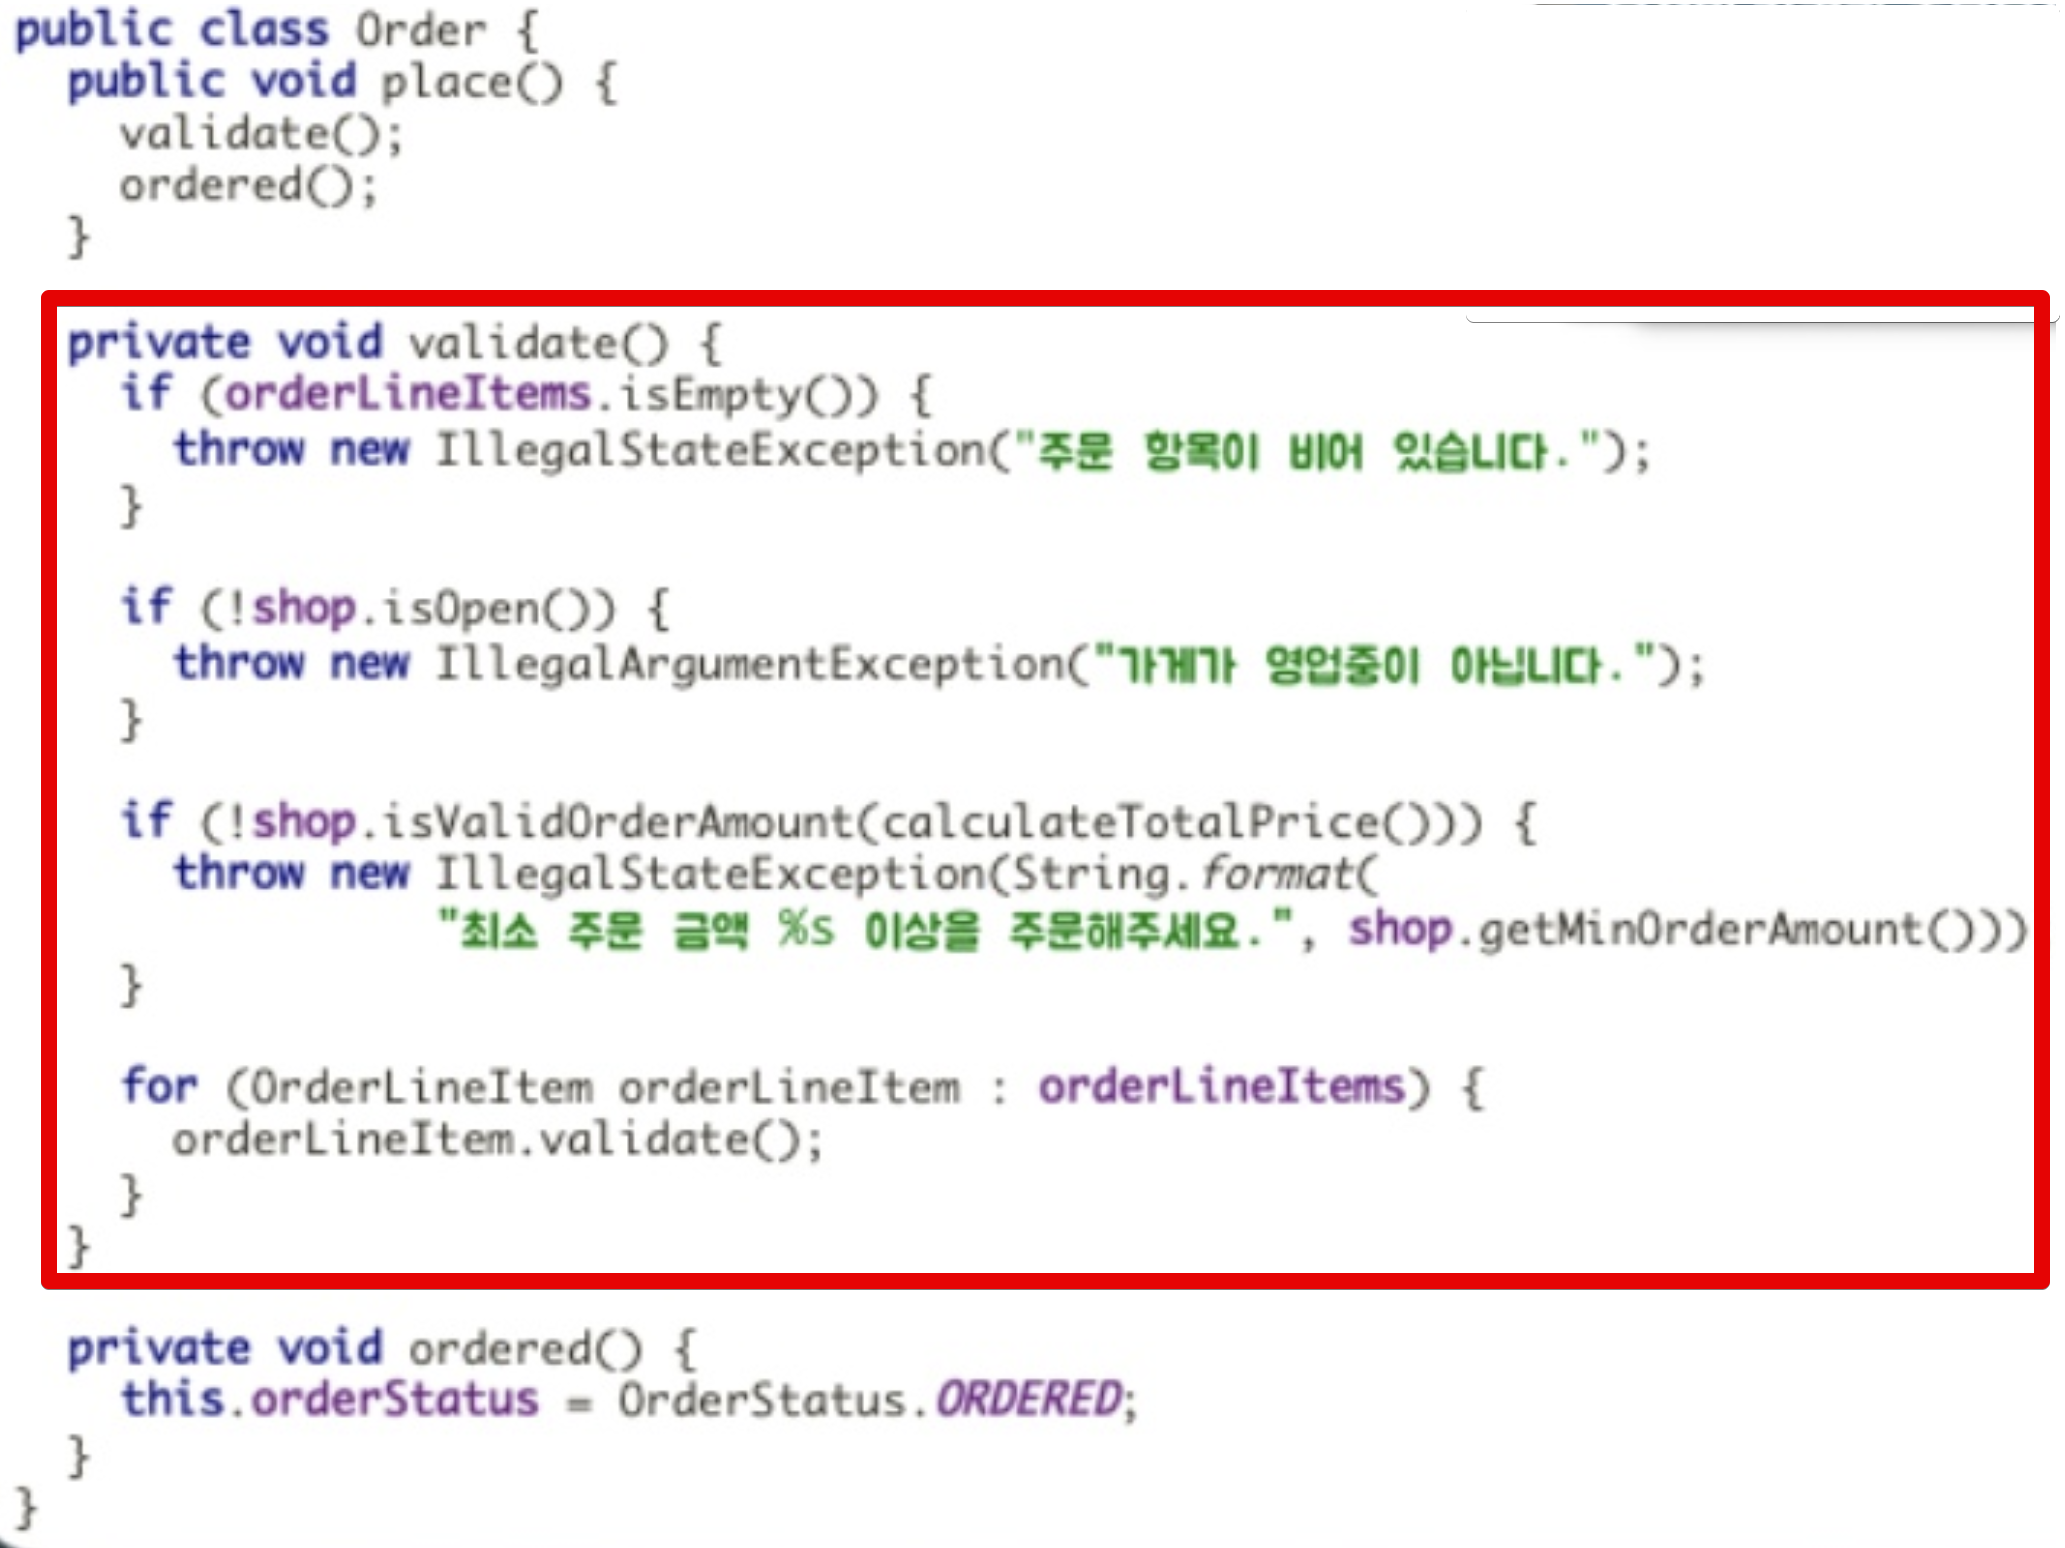 public class Order {
  public void place() {
    validate();
    ordered();
  }
  private void validate() {
    if (orderLineItems.isEmpty()) {
      throw new IllegalStateException("주문 항목이 비어 있습니다.");
    }
    if (!shop.isOpen()) {
      throw new IllegalArgumentException("가게가 영업중이 아닙니다.");
    }
    if (!shop.isValidOrderAmount(calculateTotalPrice())) {
      throw new IllegalStateException(String.format(
                "최소 주문 금액 %s 이상을 주문해주세요.", shop.getMinOrderAmount()))
    }
    for (OrderLineItem orderLineItem : orderLineItems) {
      orderLineItem.validate();
    }
  }
  private void ordered() {
    this.orderStatus = OrderStatus.ORDERED;
  }
}